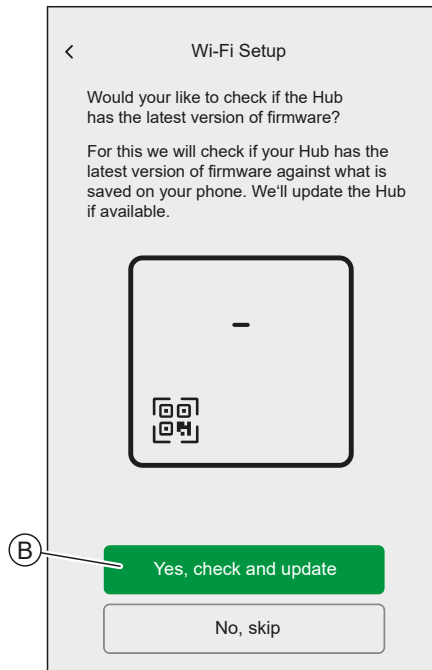 Wi-Fi Setup
Would your like to check if the Hub
has the latest version of firmware?
For this we will check if your Hub has the
latest version of firmware against what is
saved on your phone. We‘ll update the Hub
if available.
B
Yes, check and update
No, skip